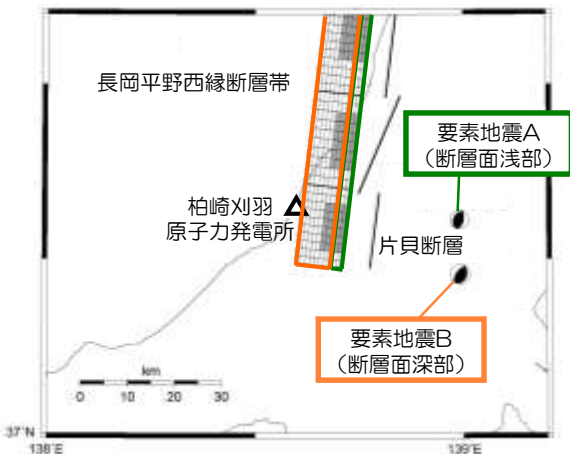 長岡平野西縁断層帯
要素地震A
（断層面浅部）
柏崎刈羽
原子力発電所
片貝断層
要素地震B
（断層面深部）
km
0 10 20 30
37°N
138°E
139°E